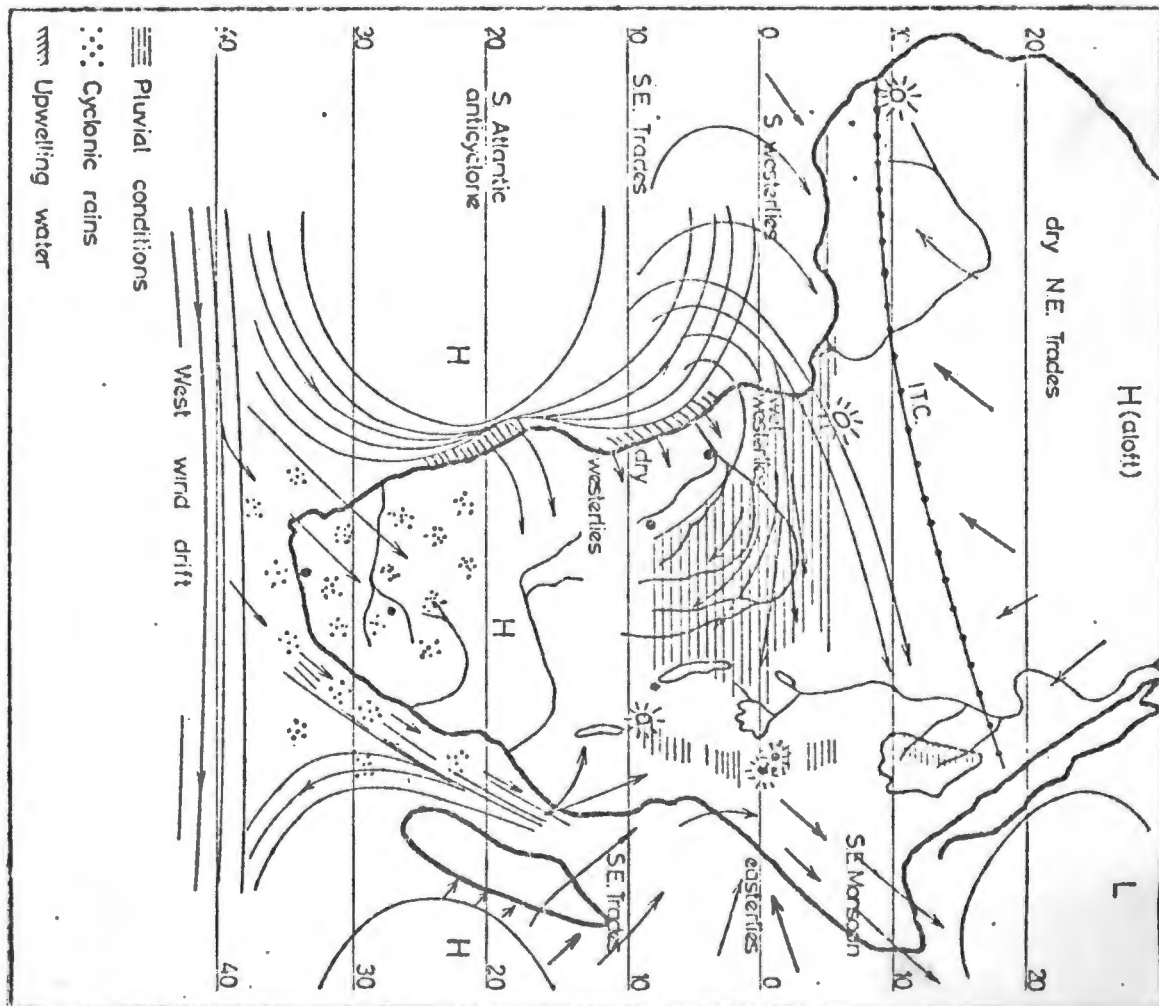 H(aloft)
L
20
dry N.E. Trades
20
10
I.T.C.
10
S.E.Monsoon
0
S westerlies
wet
westerlies
easterlies
0
10
S.E. Trades
dry
westerlies
S.E. Trades
10
20
S. Atlantic
anticyclone
H
H
H
20
30
30
40
40
West wind drift
Pluvial conditions
Cyclonic rains
Upwelling water